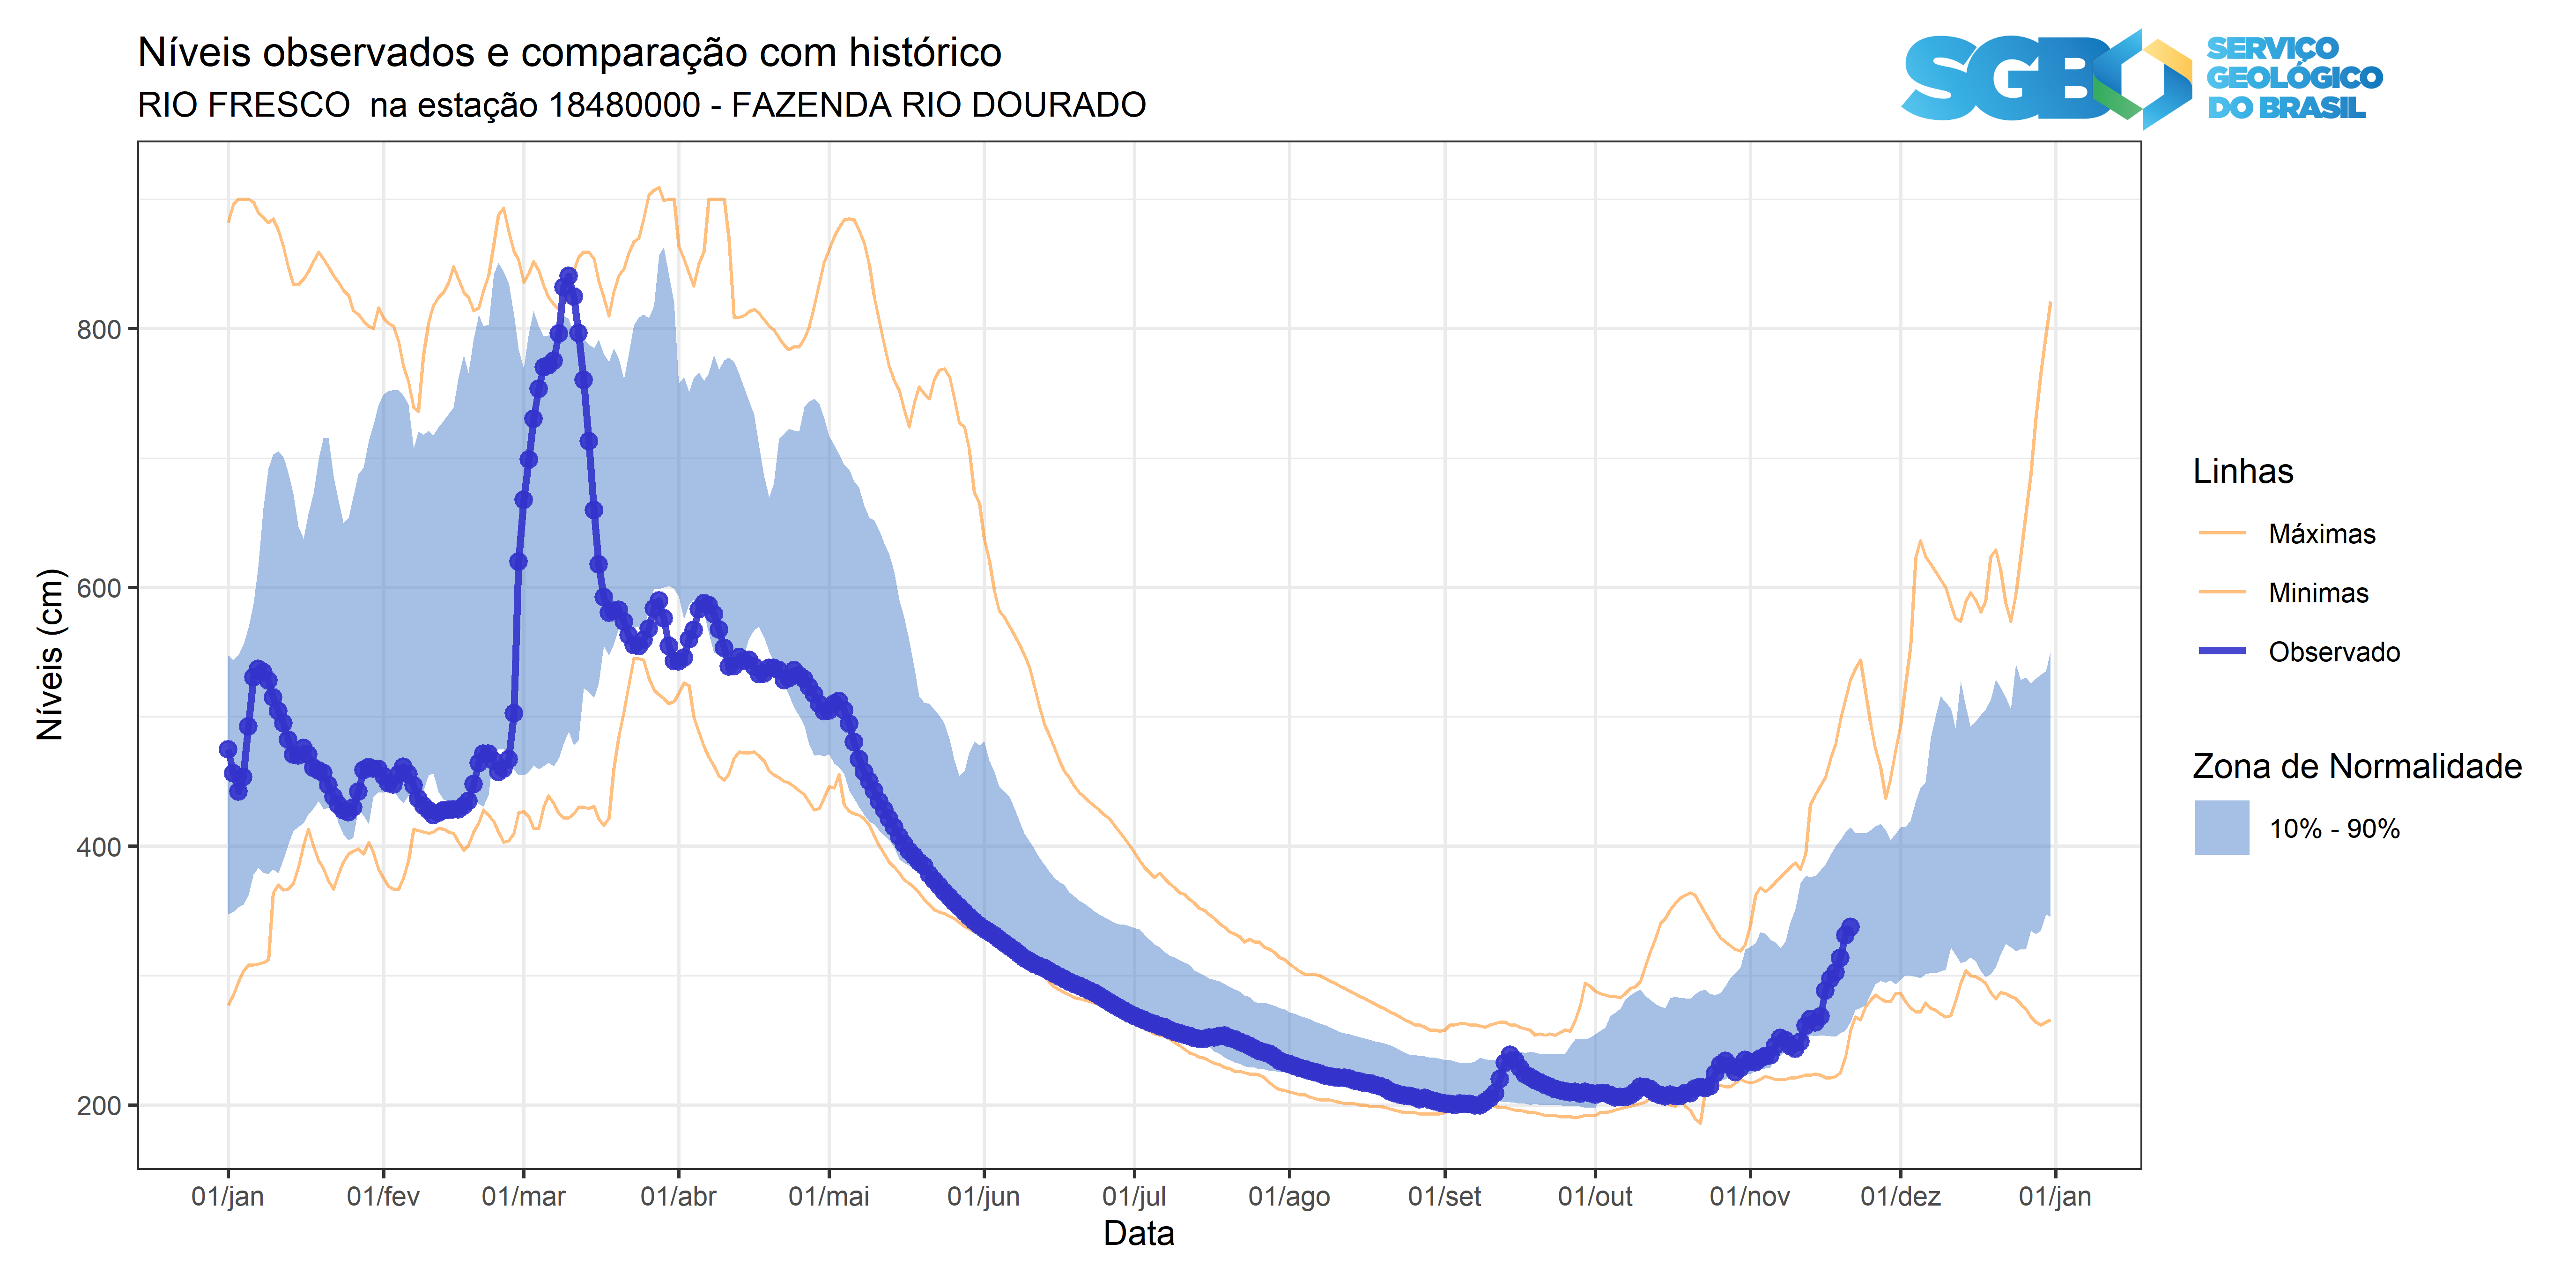 Níveis observados e comparação com histórico
RIO FRESCO  na estação 18480000 - FAZENDA RIO DOURADO
SGB
SERVIÇO
GEOLÓGICO
DO BRASIL
Níveis (cm)
800
600
400
200
01/jan
01/fev
01/mar
01/abr
01/mai
01/jun
01/jul
01/ago
01/set
01/out
01/nov
01/dez
01/jan
Data
Linhas
Máximas
Minimas
Observado
Zona de Normalidade
10% - 90%